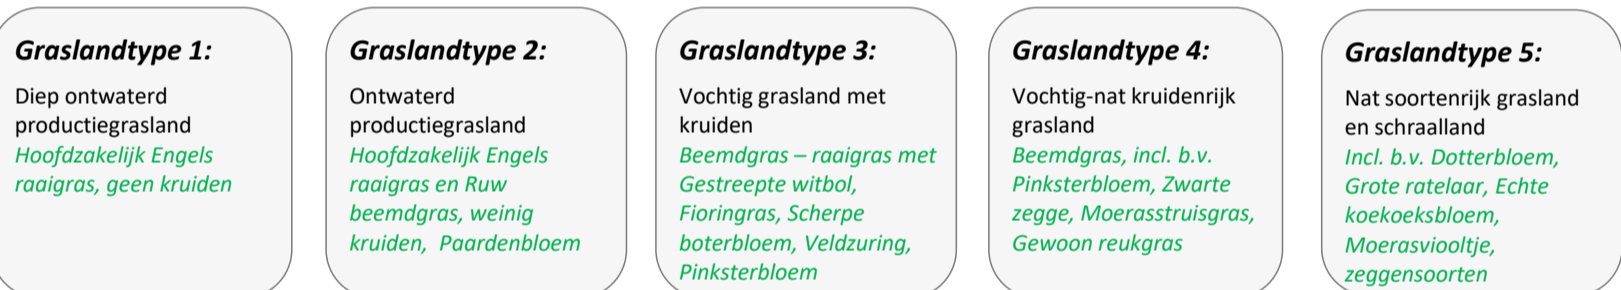 Graslandtype 1:
Diep ontwaterd
productiegrasland
Hoofdzakelijk Engels
raaigras, geen kruiden
Graslandtype 2:
Ontwaterd
productiegrasland
Hoofdzakelijk Engels
raaigras en Ruw
beemdgras, weinig
kruiden, Paardenbloem
Graslandtype 3:
Vochtig grasland met
kruiden
Beemdgras – raaigras met
Gestreepte witbol,
Fioringras, Scherpe
boterbloem, Veldzuring,
Pinksterbloem
Graslandtype 4:
Vochtig-nat kruidenrijk
grasland
Beemdgras, incl. b.v.
Pinksterbloem, Zwarte
zegge, Moerasstruisgras,
Gewoon reukgras
Graslandtype 5:
Nat soortenrijk grasland
en schraalland
Incl. b.v. Dotterbloem,
Grote ratelaar, Echte
koekoeksbloem,
Moerasviooltje,
zeggensoorten